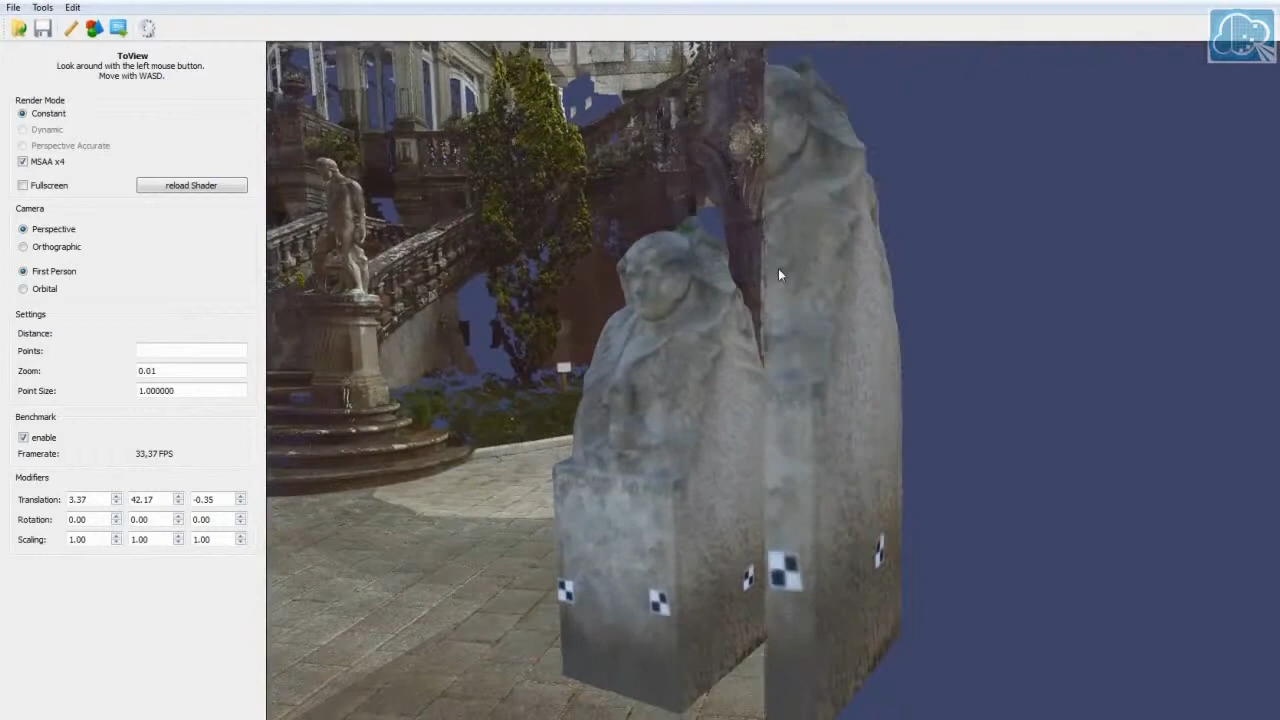 File Tools Edit
ToView
Look around with the left mouse button.
Move with WASD.
Render Mode
Constant
Dynamic
Perspective Accurate
MSAA x4
Fullscreen reload Shader
Camera
Perspective
Orthographic
First Person
Orbital
Settings
Distance:
Points:
Zoom: 0.01
Point Size: 1.000000
Benchmark
enable
Framerate: 33,37 FPS
Modifiers
Translation: 3.37 42.17 -0.35
Rotation: 0.00 0.00 0.00
Scaling: 1.00 1.00 1.00